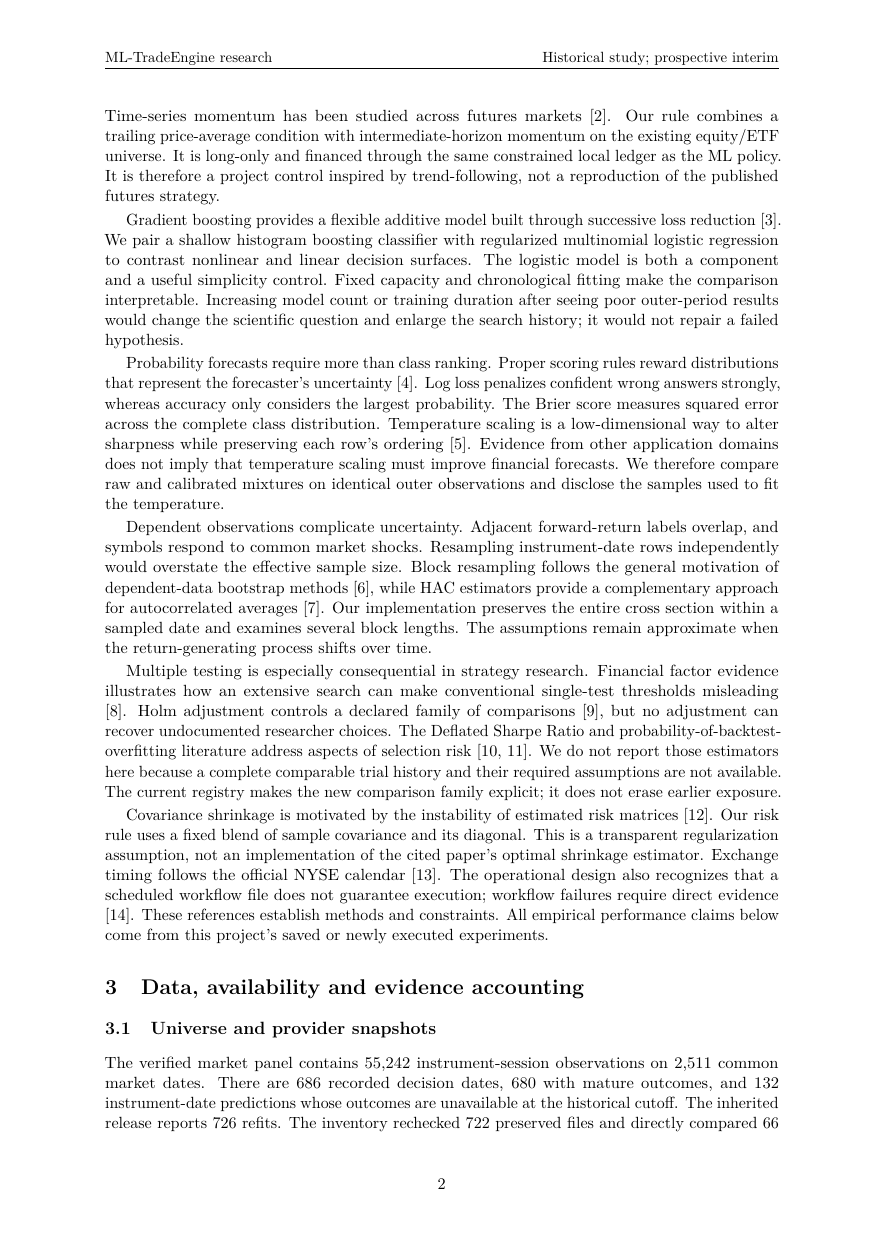 ML-TradeEngine research Historical study; prospective interim
Time-series momentum has been studied across futures markets [2]. Our rule combines a
trailing price-average condition with intermediate-horizon momentum on the existing equity/ETF
universe. It is long-only and financed through the same constrained local ledger as the ML policy.
It is therefore a project control inspired by trend-following, not a reproduction of the published
futures strategy.
Gradient boosting provides a flexible additive model built through successive loss reduction [3].
We pair a shallow histogram boosting classifier with regularized multinomial logistic regression
to contrast nonlinear and linear decision surfaces. The logistic model is both a component
and a useful simplicity control. Fixed capacity and chronological fitting make the comparison
interpretable. Increasing model count or training duration after seeing poor outer-period results
would change the scientific question and enlarge the search history; it would not repair a failed
hypothesis.
Probability forecasts require more than class ranking. Proper scoring rules reward distributions
that represent the forecaster's uncertainty [4]. Log loss penalizes confident wrong answers strongly,
whereas accuracy only considers the largest probability. The Brier score measures squared error
across the complete class distribution. Temperature scaling is a low-dimensional way to alter
sharpness while preserving each row's ordering [5]. Evidence from other application domains
does not imply that temperature scaling must improve financial forecasts. We therefore compare
raw and calibrated mixtures on identical outer observations and disclose the samples used to fit
the temperature.
Dependent observations complicate uncertainty. Adjacent forward-return labels overlap, and
symbols respond to common market shocks. Resampling instrument-date rows independently
would overstate the effective sample size. Block resampling follows the general motivation of
dependent-data bootstrap methods [6], while HAC estimators provide a complementary approach
for autocorrelated averages [7]. Our implementation preserves the entire cross section within a
sampled date and examines several block lengths. The assumptions remain approximate when
the return-generating process shifts over time.
Multiple testing is especially consequential in strategy research. Financial factor evidence
illustrates how an extensive search can make conventional single-test thresholds misleading
[8]. Holm adjustment controls a declared family of comparisons [9], but no adjustment can
recover undocumented researcher choices. The Deflated Sharpe Ratio and probability-of-backtest-
overfitting literature address aspects of selection risk [10, 11]. We do not report those estimators
here because a complete comparable trial history and their required assumptions are not available.
The current registry makes the new comparison family explicit; it does not erase earlier exposure.
Covariance shrinkage is motivated by the instability of estimated risk matrices [12]. Our risk
rule uses a fixed blend of sample covariance and its diagonal. This is a transparent regularization
assumption, not an implementation of the cited paper's optimal shrinkage estimator. Exchange
timing follows the official NYSE calendar [13]. The operational design also recognizes that a
scheduled workflow file does not guarantee execution; workflow failures require direct evidence
[14]. These references establish methods and constraints. All empirical performance claims below
come from this project's saved or newly executed experiments.
3 Data, availability and evidence accounting
3.1 Universe and provider snapshots
The verified market panel contains 55,242 instrument-session observations on 2,511 common
market dates. There are 686 recorded decision dates, 680 with mature outcomes, and 132
instrument-date predictions whose outcomes are unavailable at the historical cutoff. The inherited
release reports 726 refits. The inventory rechecked 722 preserved files and directly compared 66
2